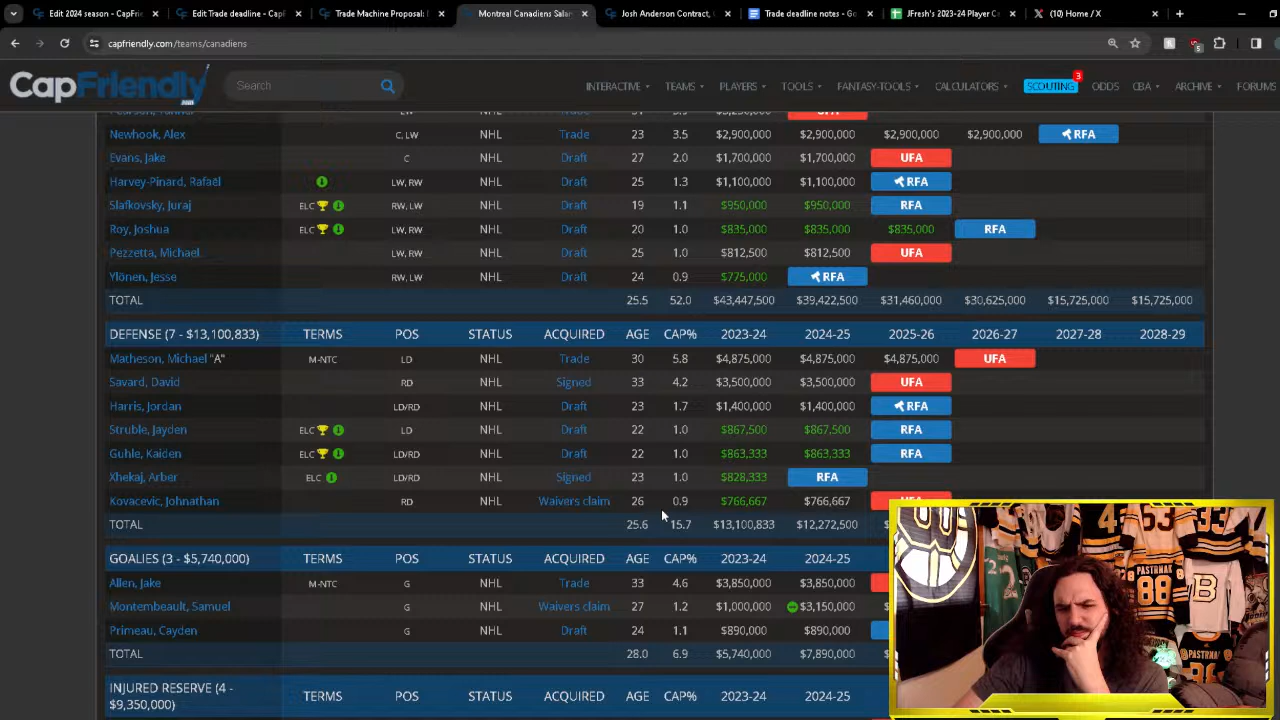 Edit 2024 season - CapFri
Edit Trade deadline - CapF
Trade Machine Proposal:
Montreal Canadiens Salar
Josh Anderson Contract,
Trade deadline notes - Go
JFresh's 2023-24 Player C
(10) Home / X
capfriendly.com/teams/canadiens
CapFriendly
Search
INTERACTIVE TEAMS PLAYERS TOOLS FANTASY-TOOLS CALCULATORS SCOUTING 3 ODDS CBA ARCHIVE FORUMS
Newhook, Alex C, LW NHL Trade 23 3.5 $2,900,000 $2,900,000 $2,900,000 $2,900,000 RFA
Evans, Jake C NHL Draft 27 2.0 $1,700,000 $1,700,000 UFA
Harvey-Pinard, Rafaël LW, RW NHL Draft 25 1.3 $1,100,000 $1,100,000 RFA
Slafkovsky, Juraj ELC RW, LW NHL Draft 19 1.1 $950,000 $950,000 RFA
Roy, Joshua ELC LW, RW NHL Draft 20 1.0 $835,000 $835,000 $835,000 RFA
Pezzetta, Michael LW, RW NHL Draft 25 1.0 $812,500 $812,500 UFA
Ylönen, Jesse RW, LW NHL Draft 24 0.9 $775,000 RFA
TOTAL 25.5 52.0 $43,447,500 $39,422,500 $31,460,000 $30,625,000 $15,725,000 $15,725,000
DEFENSE (7 - $13,100,833) TERMS POS STATUS ACQUIRED AGE CAP% 2023-24 2024-25 2025-26 2026-27 2027-28 2028-29
Matheson, Michael "A" M-NTC LD NHL Trade 30 5.8 $4,875,000 $4,875,000 $4,875,000 UFA
Savard, David RD NHL Signed 33 4.2 $3,500,000 $3,500,000 UFA
Harris, Jordan LD/RD NHL Draft 23 1.7 $1,400,000 $1,400,000 RFA
Struble, Jayden ELC LD NHL Draft 22 1.0 $867,500 $867,500 RFA
Guhle, Kaiden ELC LD/RD NHL Draft 22 1.0 $863,333 $863,333 RFA
Xhekaj, Arber ELC LD/RD NHL Signed 23 1.0 $828,333 RFA
Kovacevic, Johnathan RD NHL Waivers claim 26 0.9 $766,667 $766,667
TOTAL 25.6 15.7 $13,100,833 $12,272,500
GOALIES (3 - $5,740,000) TERMS POS STATUS ACQUIRED AGE CAP% 2023-24 2024-25
Allen, Jake M-NTC G NHL Trade 33 4.6 $3,850,000 $3,850,000
Montembeault, Samuel G NHL Waivers claim 27 1.2 $1,000,000 $3,150,000
Primeau, Cayden G NHL Draft 24 1.1 $890,000 $890,000
TOTAL 28.0 6.9 $5,740,000 $7,890,000
INJURED RESERVE (4 -
$9,350,000) TERMS POS STATUS ACQUIRED AGE CAP% 2023-24 2024-25
33
PASTRNAK
88